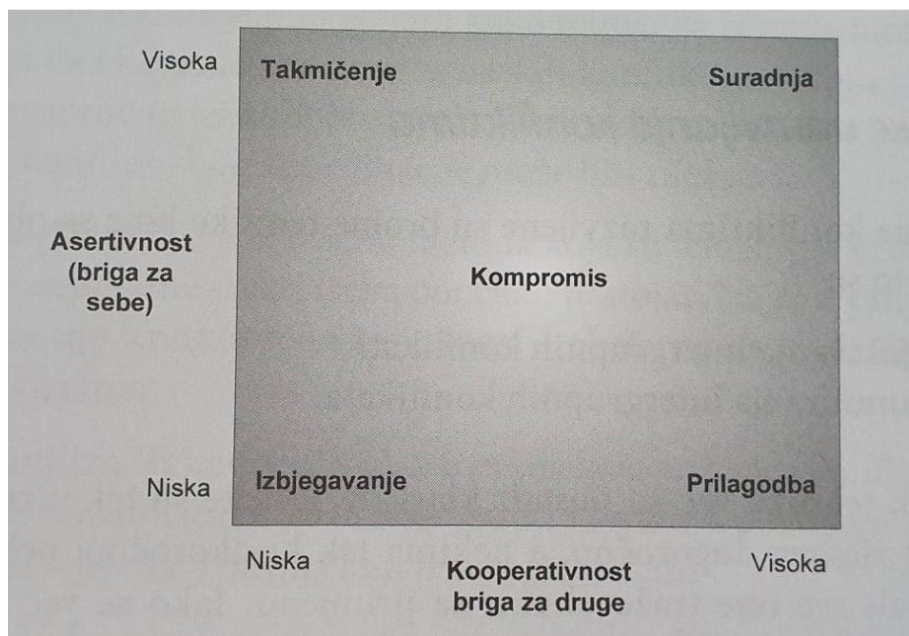 Visoka
Takmičenje
Suradnja
Asertivnost
(briga za
sebe)
Kompromis
Niska
Izbjegavanje
Prilagodba
Niska
Kooperativnost
briga za druge
Visoka